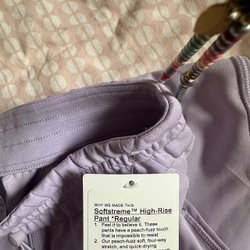 WHY WE MADE THIS
Softstreme™ High-Rise
Pant *Regular
1. Feel it to believe it. These
pants have a peach-fuzz touch
that is impossible to resist
2. Our peach-fuzz soft, four-way
stretch, and quick-drying